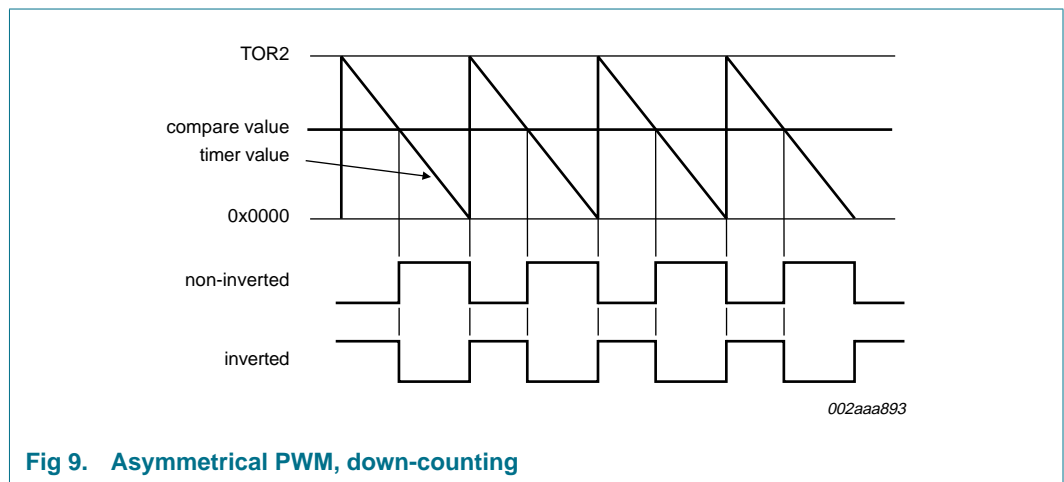 TOR2
compare value
timer value
0x0000
non-inverted
inverted
002aaa893
Fig 9. Asymmetrical PWM, down-counting